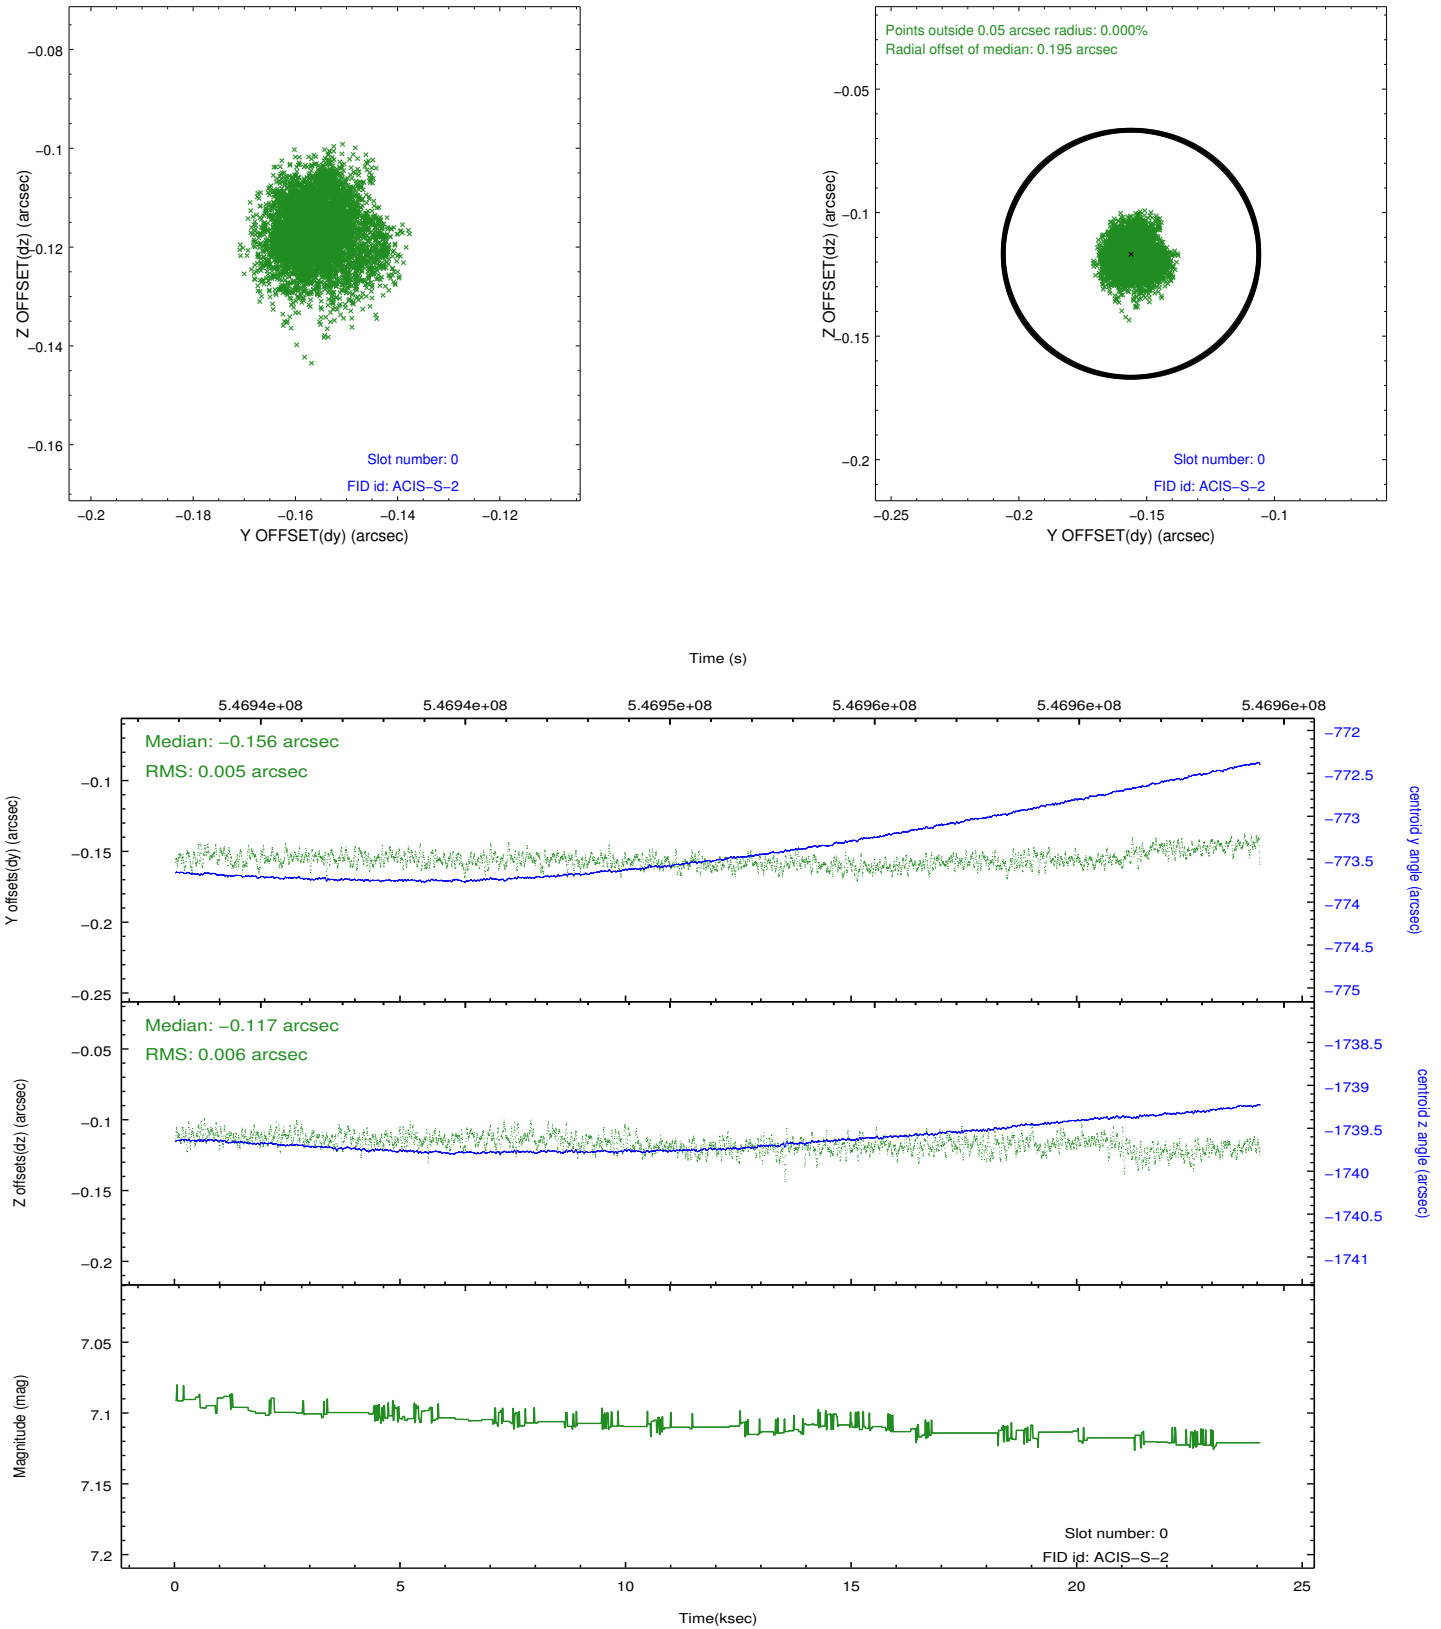 −0.08
−0.1
−0.12
−0.14
−0.16
Z OFFSET(dz) (arcsec)
Slot number: 0
FID id: ACIS−S−2
−0.2
−0.18
−0.16
−0.14
−0.12
Y OFFSET(dy) (arcsec)
Points outside 0.05 arcsec radius: 0.000%
Radial offset of median: 0.195 arcsec
−0.05
−0.1
−0.15
−0.2
Z OFFSET(dz) (arcsec)
Slot number: 0
FID id: ACIS−S−2
−0.25
−0.2
−0.15
−0.1
Y OFFSET(dy) (arcsec)
Time (s)
5.4694e+08
5.4694e+08
5.4695e+08
5.4696e+08
5.4696e+08
5.4696e+08
Median: −0.156 arcsec
RMS: 0.005 arcsec
−0.1
−0.15
−0.2
−0.25
Y offsets(dy) (arcsec)
−772
−772.5
−773
−773.5
−774
−774.5
−775
centroid y angle (arcsec)
Median: −0.117 arcsec
RMS: 0.006 arcsec
−0.05
−0.1
−0.15
−0.2
Z offsets(dz) (arcsec)
−1738.5
−1739
−1739.5
−1740
−1740.5
−1741
centroid z angle (arcsec)
7.05
7.1
7.15
7.2
Magnitude (mag)
Slot number: 0
FID id: ACIS−S−2
0
5
10
15
20
25
Time(ksec)